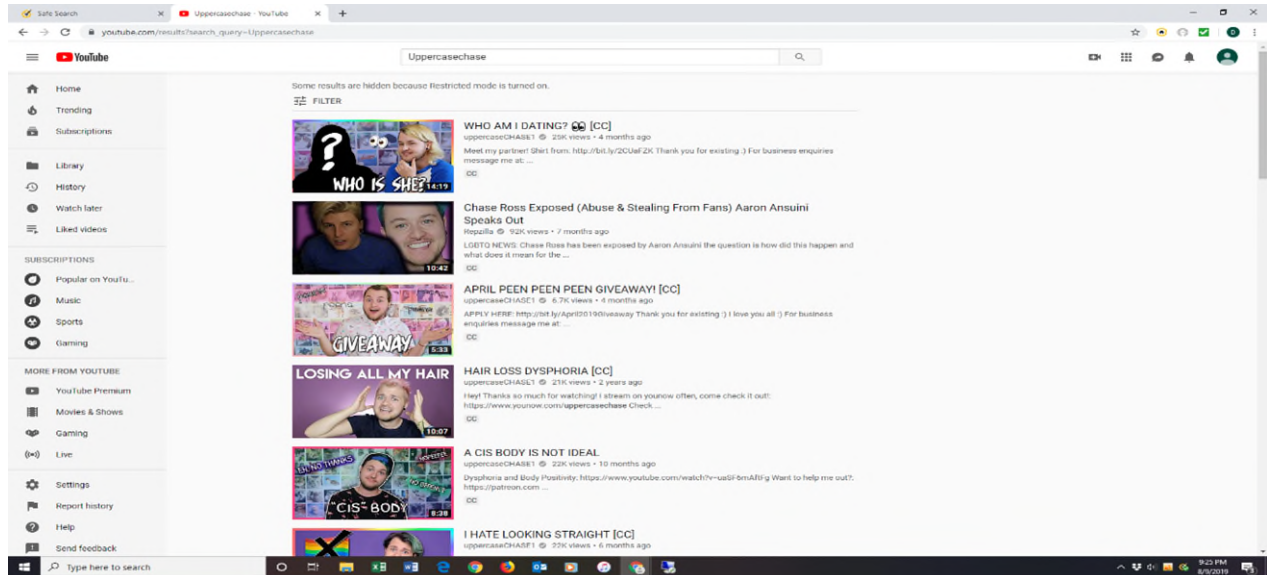 Safe Search
Uppercasechase - YouTube
youtube.com/results?search_query=Uppercasechase
YouTube
Uppercasechase
Home
Trending
Subscriptions
Library
History
Watch later
Liked videos
SUBSCRIPTIONS
Popular on YouTu...
Music
Sports
Gaming
MORE FROM YOUTUBE
YouTube Premium
Movies & Shows
Gaming
Live
Settings
Report history
Help
Send feedback
Some results are hidden because Restricted mode is turned on.
FILTER
WHO IS SHE?
14:19
WHO AM I DATING? 👀 [CC]
uppercaseCHASE1 25K views • 4 months ago
Meet my partner! Shirt from: http://bit.ly/2CUaFZK Thank you for existing :) For business enquiries
message me at: ...
CC
10:42
Chase Ross Exposed (Abuse & Stealing From Fans) Aaron Ansuini
Speaks Out
Repzilla 92K views • 7 months ago
LGBTQ NEWS: Chase Ross has been exposed by Aaron Ansuini the question is how did this happen and
what does it mean for the ...
CC
GIVEAWAY
5:33
APRIL PEEN PEEN PEEN GIVEAWAY! [CC]
uppercaseCHASE1 6.7K views • 4 months ago
APPLY HERE: http://bit.ly/April2019Giveaway Thank you for existing :) I love you all :) For business
enquiries message me at: ...
CC
LOSING ALL MY HAIR
10:07
HAIR LOSS DYSPHORIA [CC]
uppercaseCHASE1 21K views • 2 years ago
Hey! Thanks so much for watching! I stream on younow often, come check it out!:
https://www.younow.com/uppercasechase Check ...
CC
EH, NO THANKS
"CIS" BODY
8:38
A CIS BODY IS NOT IDEAL
uppercaseCHASE1 22K views • 10 months ago
Dysphoria and Body Positivity: https://www.youtube.com/watch?v=uaSF6mARrFg Want to help me out?:
https://patreon.com ...
CC
I HATE LOOKING STRAIGHT [CC]
uppercaseCHASE1 22K views • 6 months ago
Type here to search
9:25 PM
8/9/2019